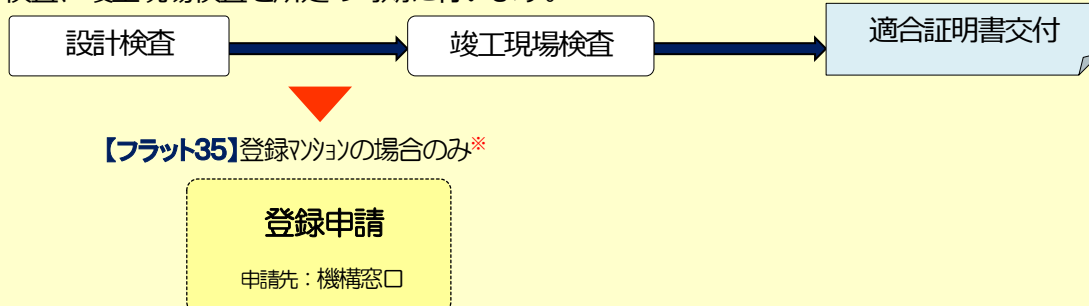 設計検査
竣工現場検査
適合証明書交付
【フラット35】登録マンションの場合のみ※
登録申請
申請先：機構窓口